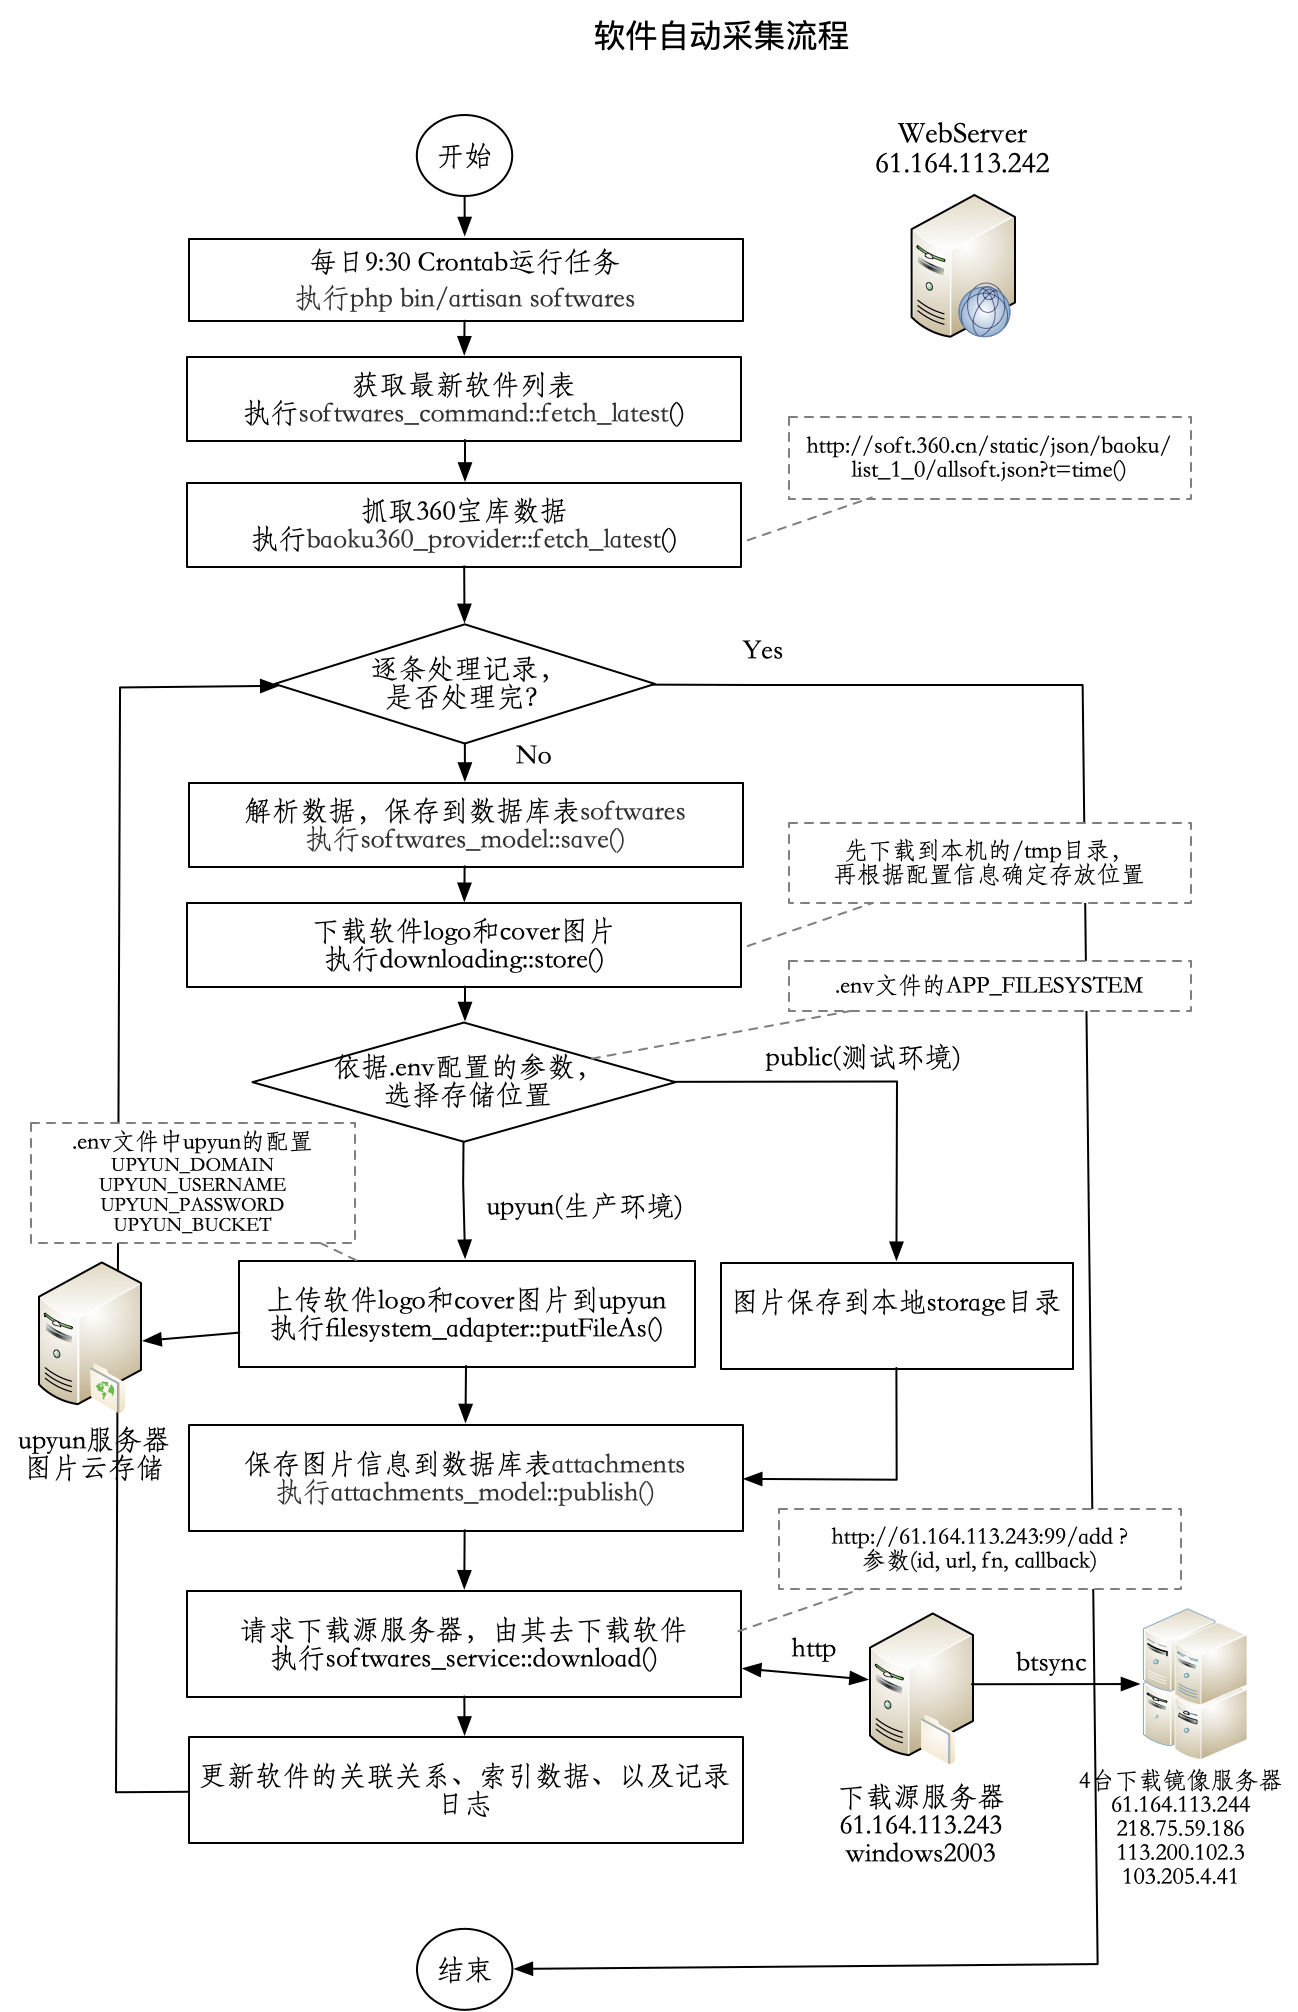 软件自动采集流程
开始
WebServer
61.164.113.242
每日9:30 Crontab运行任务
执行php bin/artisan softwares
获取最新软件列表
执行softwares_command::fetch_latest()
http://soft.360.cn/static/json/baoku/
list_1_0/allsoft.json?t=time()
抓取360宝库数据
执行baoku360_provider::fetch_latest()
逐条处理记录，
是否处理完?
Yes
No
解析数据，保存到数据库表softwares
执行softwares_model::save()
先下载到本机的/tmp目录，
再根据配置信息确定存放位置
下载软件logo和cover图片
执行downloading::store()
.env文件的APP_FILESYSTEM
依据.env配置的参数，
选择存储位置
public(测试环境)
.env文件中upyun的配置
UPYUN_DOMAIN
UPYUN_USERNAME
UPYUN_PASSWORD
UPYUN_BUCKET
upyun(生产环境)
上传软件logo和cover图片到upyun
执行filesystem_adapter::putFileAs()
图片保存到本地storage目录
upyun服务器
图片云存储
保存图片信息到数据库表attachments
执行attachments_model::publish()
http://61.164.113.243:99/add ?
参数(id, url, fn, callback)
请求下载源服务器，由其去下载软件
执行softwares_service::download()
http
btsync
更新软件的关联关系、索引数据、以及记录
日志
下载源服务器
61.164.113.243
windows2003
4台下载镜像服务器
61.164.113.244
218.75.59.186
113.200.102.3
103.205.4.41
结束